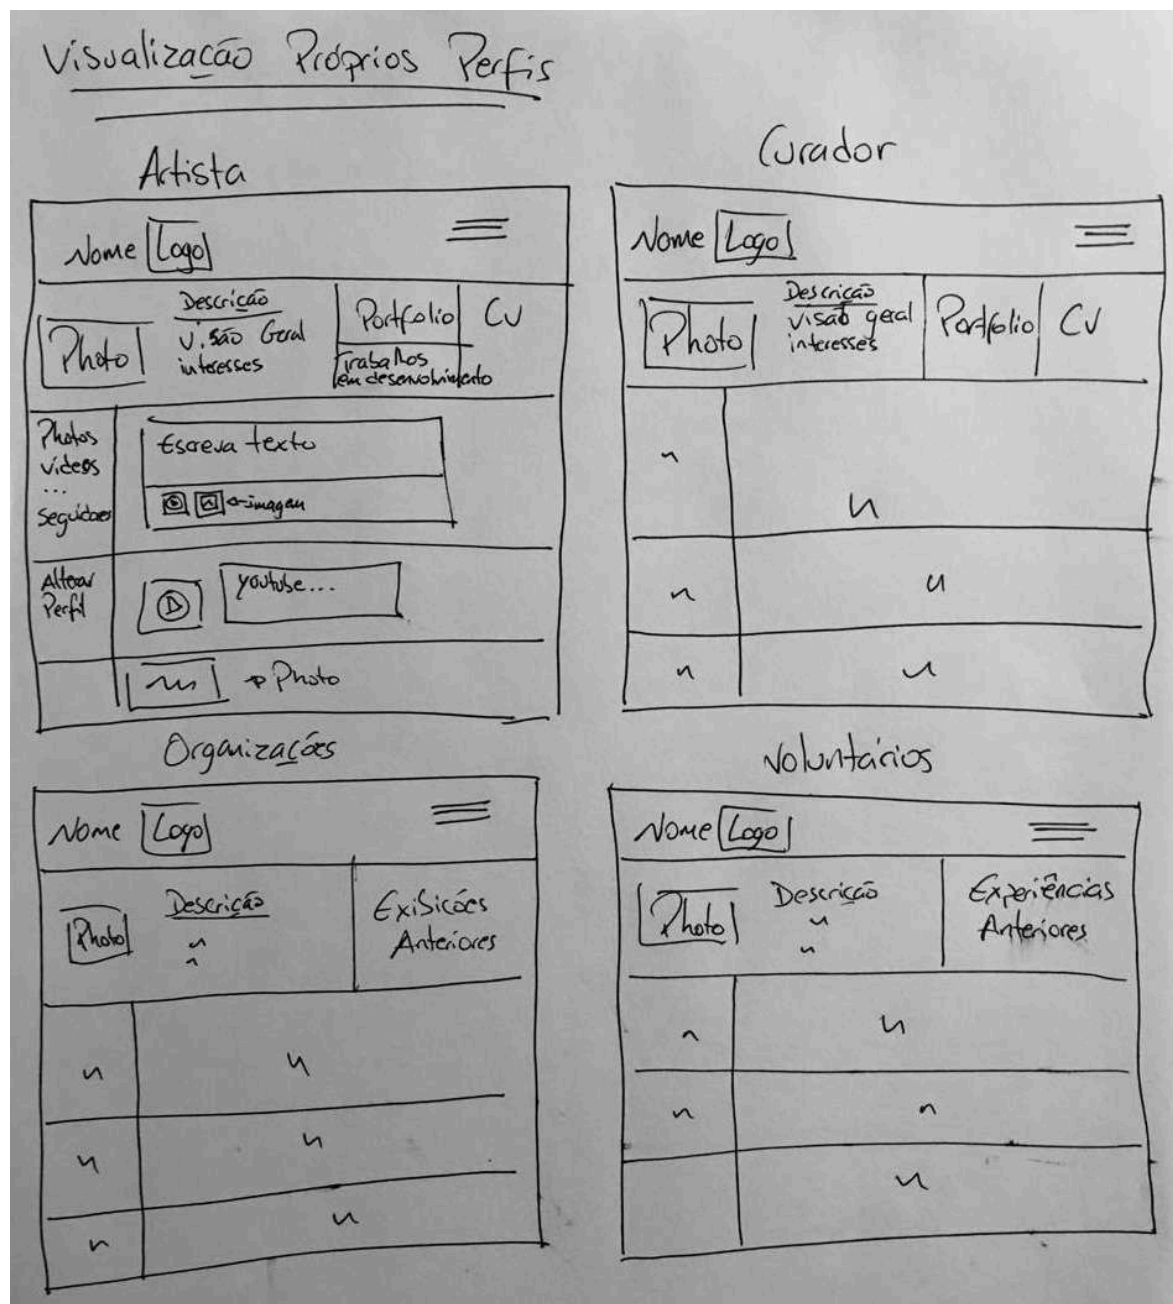 Visualização Próprios Perfis
Artista
Nome Logo
Photo
Descrição
Visão Geral
interesses
Portfolio
CV
Trabalhos
em desenvolvimento
Photos
vídeos
...
seguidores
Escreva texto
imagem
Alterar
Perfil
youtube...
Photo
Curador
Nome Logo
Photo
Descrição
visão geral
interesses
Portfolio
CV
Organizações
Nome Logo
Photo
Descrição
Exibições
Anteriores
Voluntários
Nome Logo
Photo
Descrição
Experiências
Anteriores